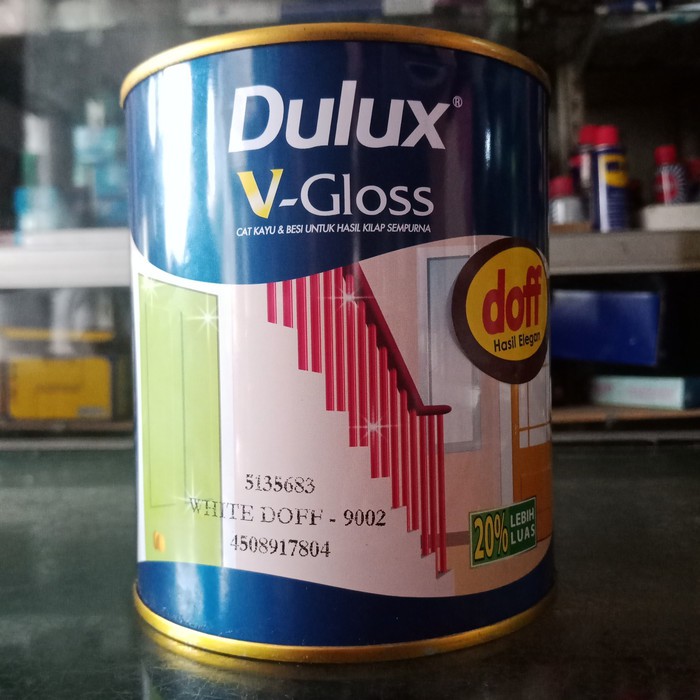 Dulux®
V-Gloss
CAT KAYU & BESI UNTUK HASIL KILAP SEMPURNA
doff
Hasil Elegan
5135683
WHITE DOFF - 9002
4508917804
20% LEBIH
LUAS